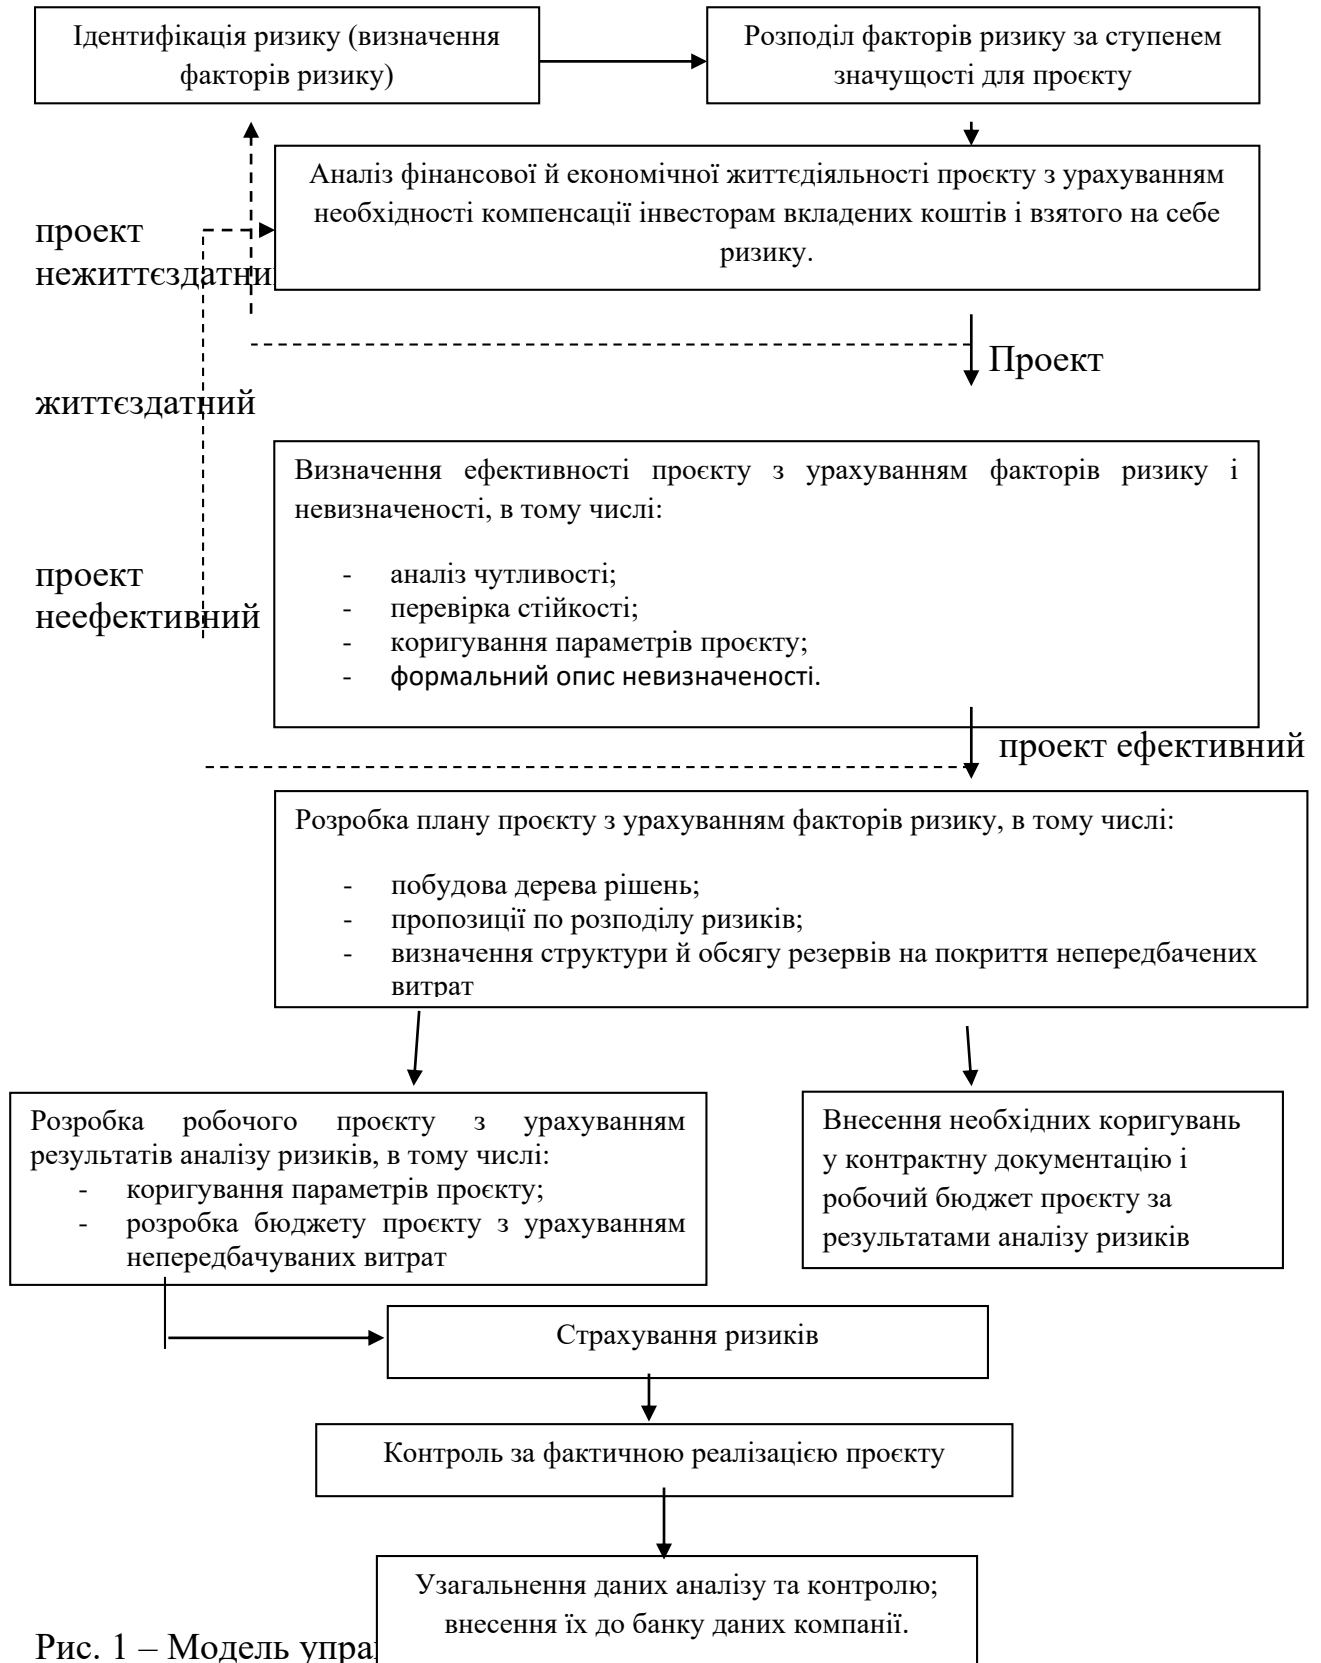 Ідентифікація ризику (визначення
факторів ризику)
Розподіл факторів ризику за ступенем
значущості для проєкту
Аналіз фінансової й економічної життєдіяльності проєкту з урахуванням
необхідності компенсації інвесторам вкладених коштів і взятого на себе
ризику.
проект
Проект
життєздатний
Визначення ефективності проєкту з урахуванням факторів ризику і
невизначеності, в тому числі:
- аналіз чутливості;
- перевірка стійкості;
- коригування параметрів проєкту;
- формальний опис невизначеності.
проект
неефективний
проект ефективний
Розробка плану проєкту з урахуванням факторів ризику, в тому числі:
- побудова дерева рішень;
- пропозиції по розподілу ризиків;
- визначення структури й обсягу резервів на покриття непередбачених
витрат
Розробка робочого проєкту з урахуванням
результатів аналізу ризиків, в тому числі:
- коригування параметрів проєкту;
- розробка бюджету проєкту з урахуванням
непередбачуваних витрат
Внесення необхідних коригувань
у контрактну документацію і
робочий бюджет проєкту за
результатами аналізу ризиків
Страхування ризиків
Контроль за фактичною реалізацією проєкту
Узагальнення даних аналізу та контролю;
внесення їх до банку даних компанії.
Рис. 1 – Модель